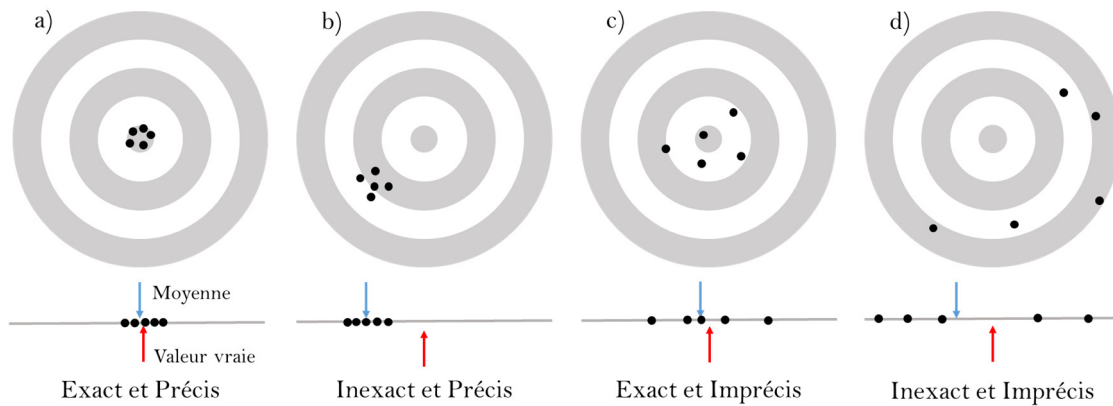 a)
b)
c)
d)
Moyenne
Valeur vraie
Exact et Précis
Inexact et Précis
Exact et Imprécis
Inexact et Imprécis